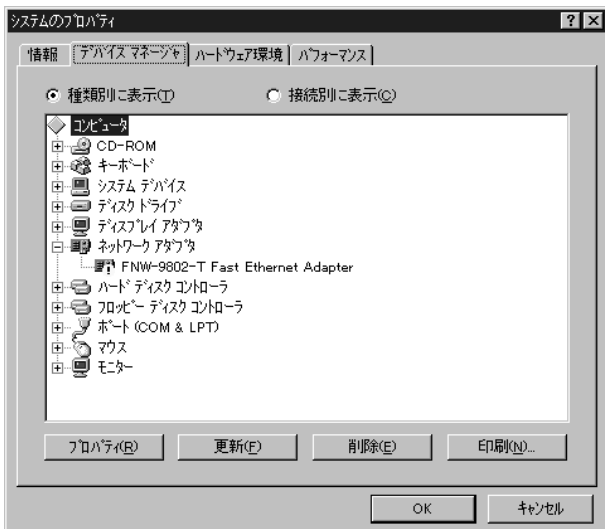 システムのプロパティ
情報 デバイス マネージャ ハードウェア環境 パフォーマンス
種類別に表示(T) 接続別に表示(C)
コンピュータ
CD-ROM
キーボード
システム デバイス
ディスク ドライブ
ディスプレイ アダプタ
ネットワーク アダプタ
FNW-9802-T Fast Ethernet Adapter
ハード ディスク コントローラ
フロッピー ディスク コントローラ
ポート (COM & LPT)
マウス
モニター
プロパティ(R) 更新(F) 削除(E) 印刷(N)...
OK キャンセル